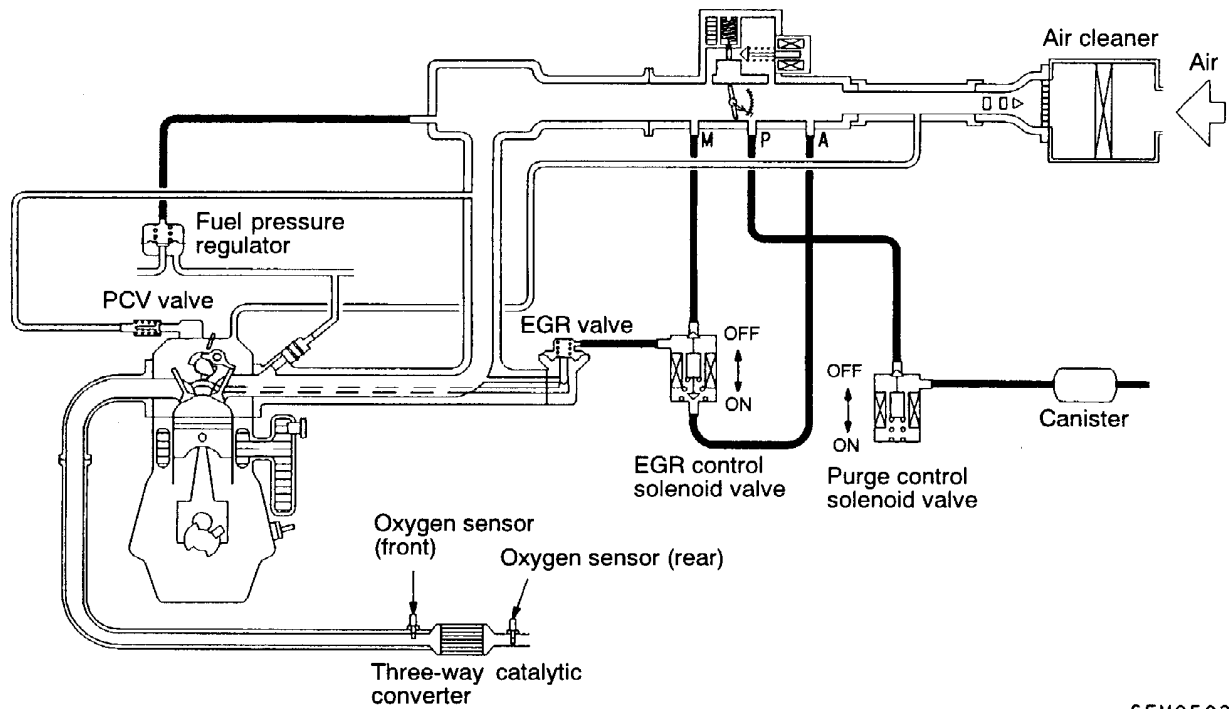 Air cleaner
Air
M
P
A
Fuel pressure
regulator
PCV valve
EGR valve
OFF
ON
OFF
ON
Canister
EGR control
solenoid valve
Purge control
solenoid valve
Oxygen sensor
(front)
Oxygen sensor (rear)
Three-way catalytic
converter